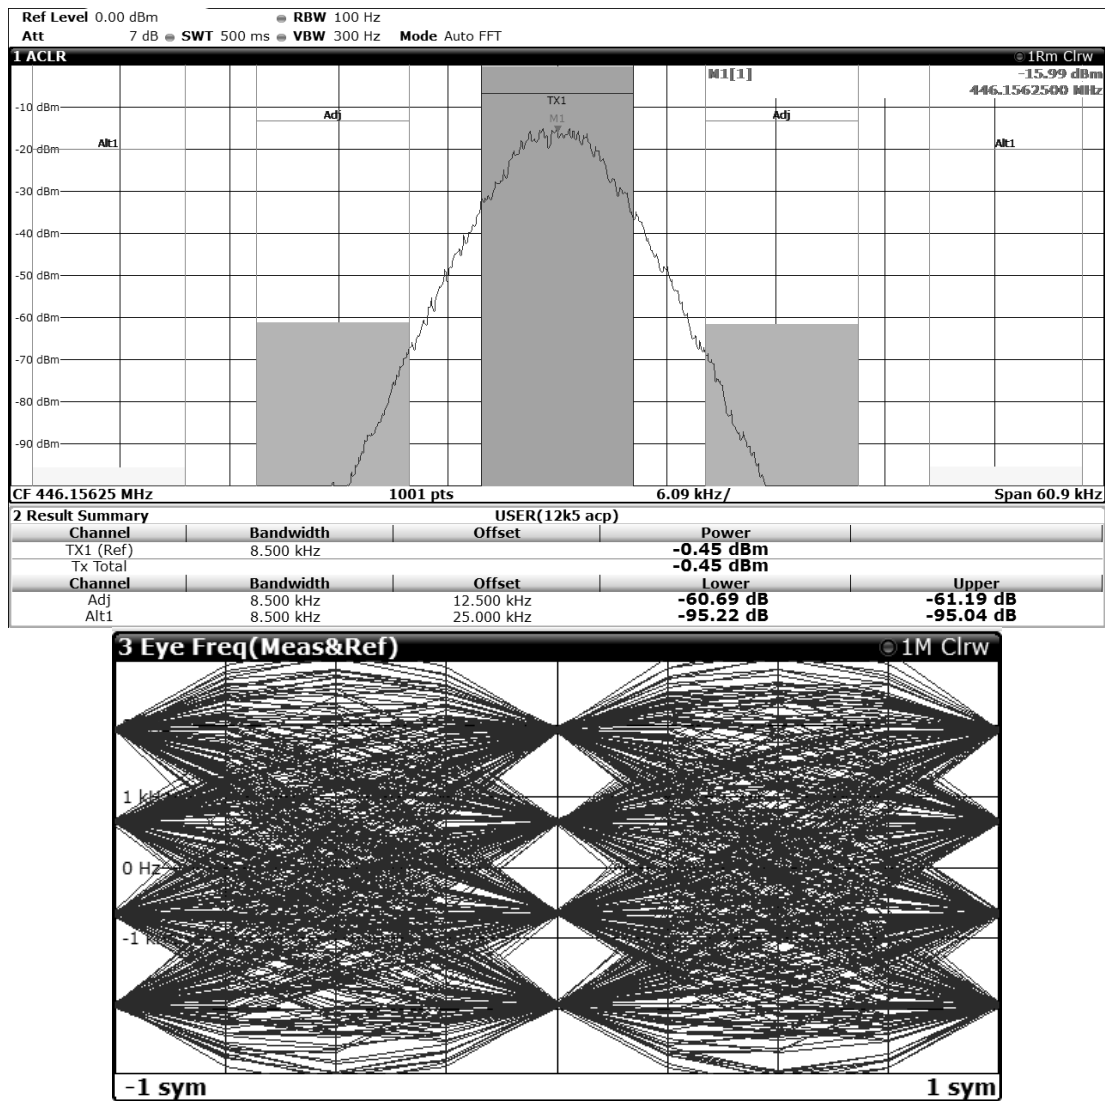 Ref Level 0.00 dBm RBW 100 Hz
Att 7 dB SWT 500 ms VBW 300 Hz Mode Auto FFT
1 ACLR 1Rm Clrw
M1[1] -15.99 dBm
446.1562500 MHz
TX1
M1
Adj Adj
Alt1 Alt1
-10 dBm
-20 dBm
-30 dBm
-40 dBm
-50 dBm
-60 dBm
-70 dBm
-80 dBm
-90 dBm
CF 446.15625 MHz 1001 pts 6.09 kHz/ Span 60.9 kHz
2 Result Summary USER(12k5 acp)
Channel Bandwidth Offset Power
TX1 (Ref) 8.500 kHz -0.45 dBm
Tx Total -0.45 dBm
Channel Bandwidth Offset Lower Upper
Adj 8.500 kHz 12.500 kHz -60.69 dB -61.19 dB
Alt1 8.500 kHz 25.000 kHz -95.22 dB -95.04 dB
3 Eye Freq(Meas&Ref) 1M Clrw
1 kHz
0 Hz
-1 sym 1 sym